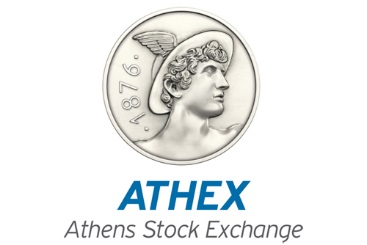 ·1876·
ATHEX
Athens Stock Exchange